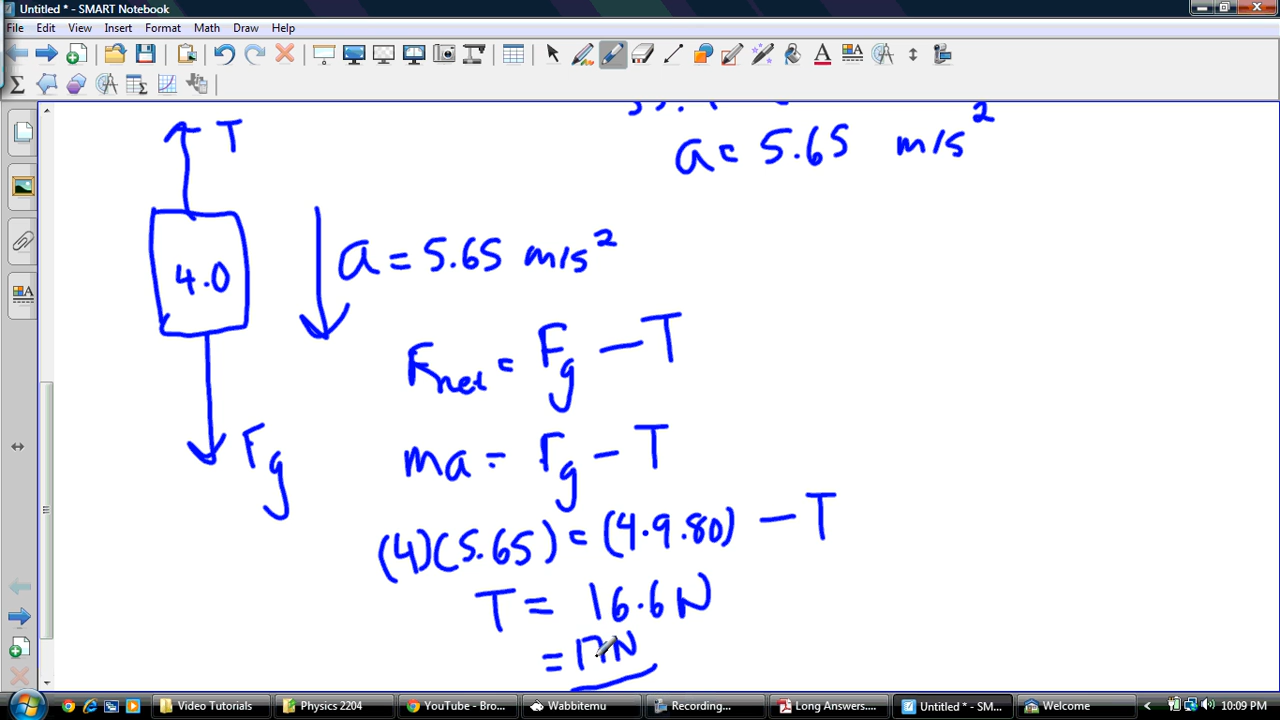 Untitled * - SMART Notebook
File Edit View Insert Format Math Draw Help
a = 5.65 m/s²
T
4.0
a = 5.65 m/s²
Fnet = Fg - T
ma = Fg - T
Fg
(4)(5.65) = (4·9.80) - T
T = 16.6 N
= 17N
Video Tutorials
Physics 2204
YouTube - Bro...
Wabbitemu
Recording...
Long Answers....
Untitled * - SM...
Welcome
10:09 PM